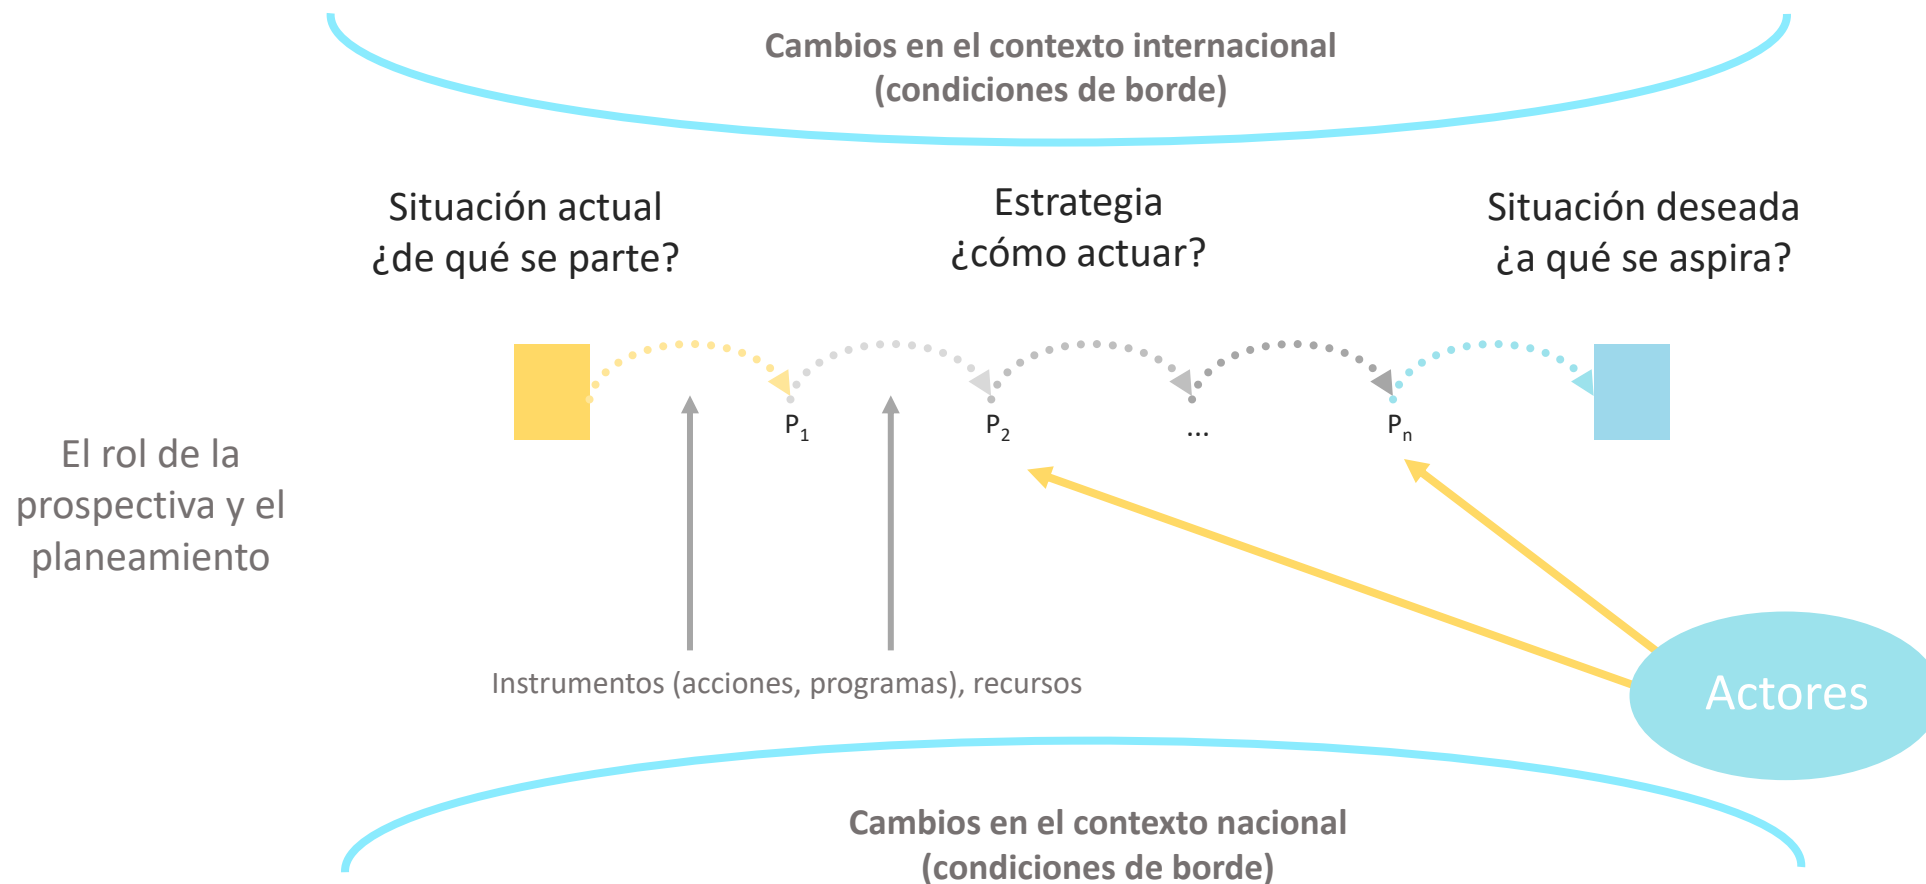 Cambios en el contexto internacional
(condiciones de borde)
Situación actual
¿de qué se parte?
Estrategia
¿cómo actuar?
Situación deseada
¿a qué se aspira?
P1
P2
...
Pn
El rol de la
prospectiva y el
planeamiento
Instrumentos (acciones, programas), recursos
Actores
Cambios en el contexto nacional
(condiciones de borde)